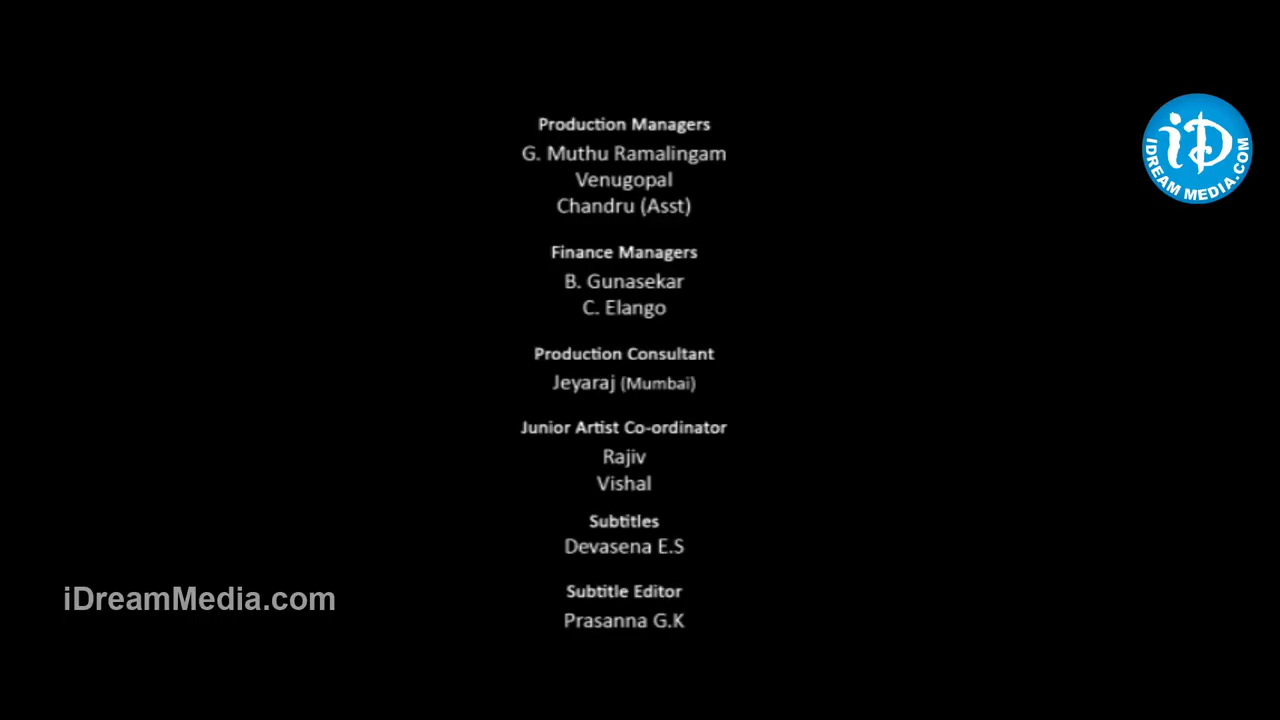 Production Managers
G. Muthu Ramalingam
Venugopal
Chandru (Asst)
Finance Managers
B. Gunasekar
C. Elango
Production Consultant
Jeyaraj (Mumbai)
Junior Artist Co-ordinator
Rajiv
Vishal
Subtitles
Devasena E.S
Subtitle Editor
Prasanna G.K
iD
IDREAM MEDIA.COM
iDreamMedia.com